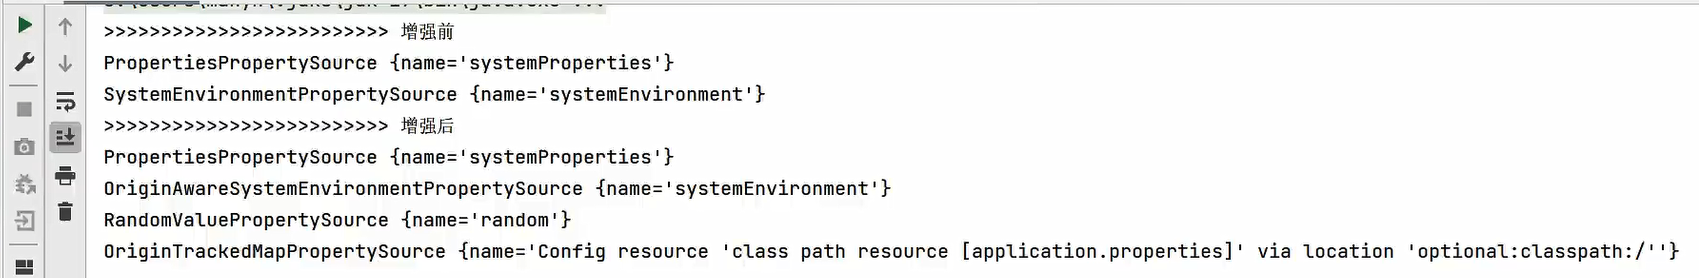 >>>>>>>>>>>>>>>>>>>>>>>>> 增强前
PropertiesPropertySource {name='systemProperties'}
SystemEnvironmentPropertySource {name='systemEnvironment'}
>>>>>>>>>>>>>>>>>>>>>>>>> 增强后
PropertiesPropertySource {name='systemProperties'}
OriginAwareSystemEnvironmentPropertySource {name='systemEnvironment'}
RandomValuePropertySource {name='random'}
OriginTrackedMapPropertySource {name='Config resource 'class path resource [application.properties]' via location 'optional:classpath:/''}